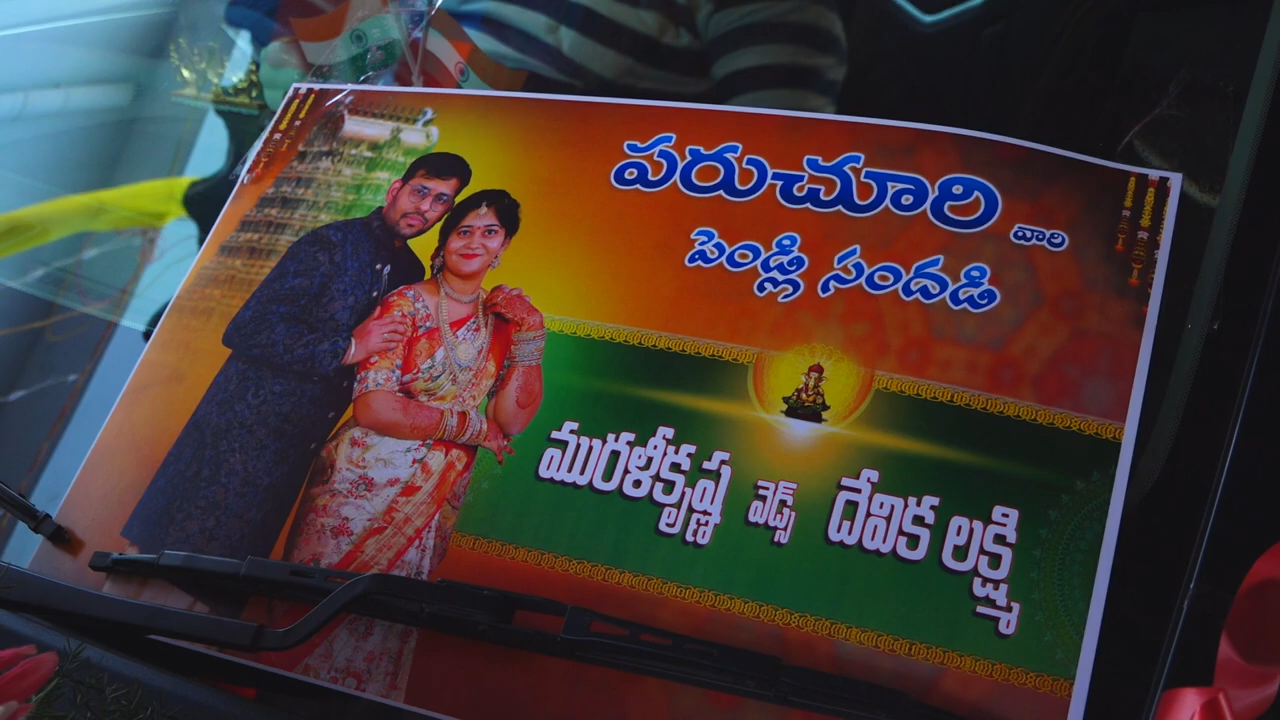 పరుచూరి వారి
పెండ్లి సందడి
మురళీకృష్ణ వెడ్స్ దేవిక లక్ష్మి